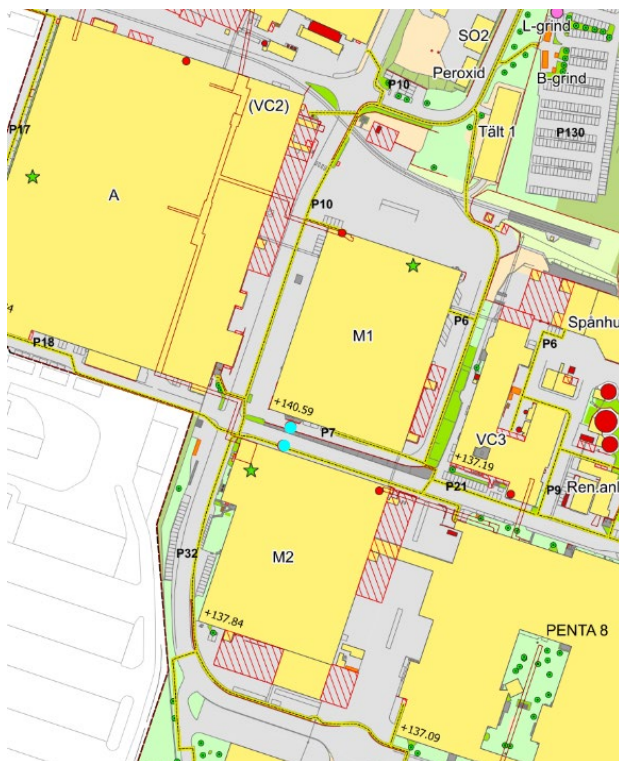 L-grind
SO2
Peroxid
B-grind
P10
(VC2)
P17
Tält 1
P130
A
P10
M1
P6
Spånhu
P6
P18
+140.59
P7
VC3
+137.19
P21
P9
Ren.anl
M2
P32
+137.84
PENTA 8
+137.09